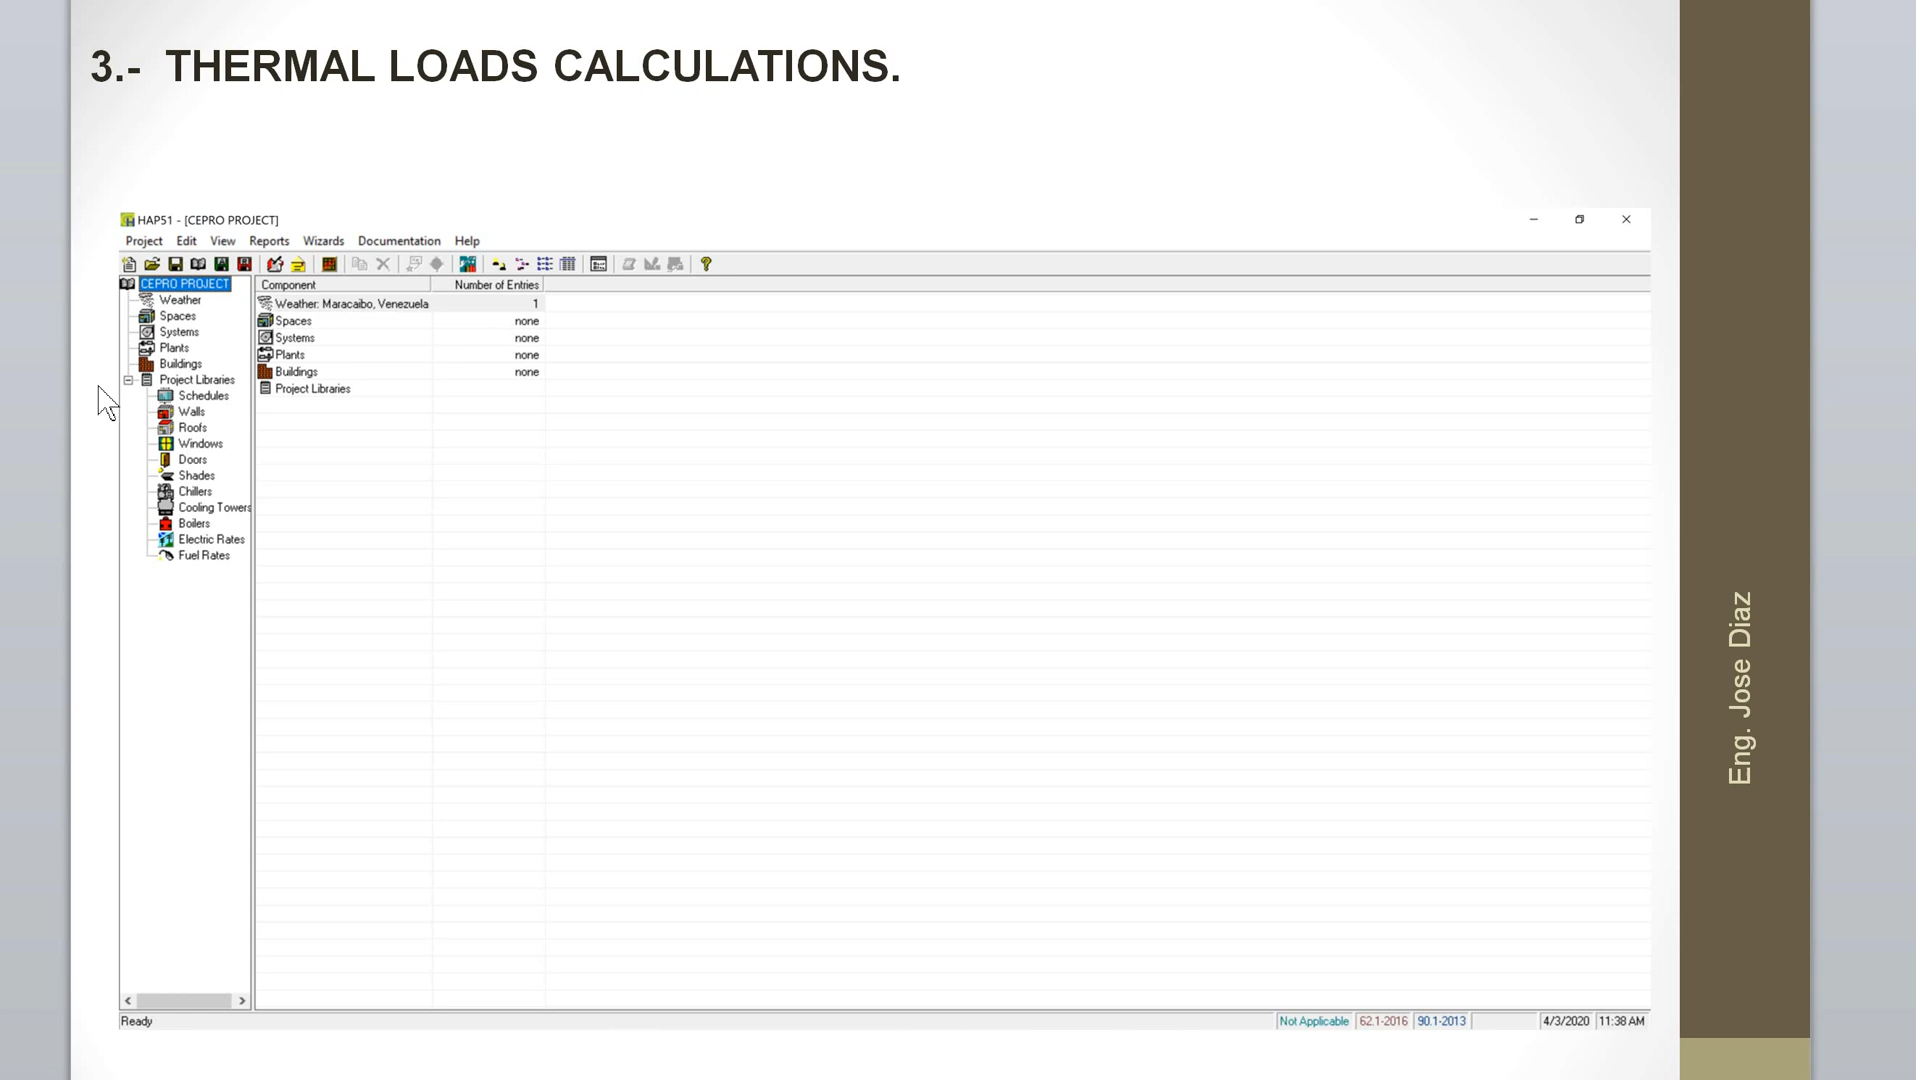 3.- THERMAL LOADS CALCULATIONS.
HAP51 - [CEPRO PROJECT]
Project Edit View Reports Wizards Documentation Help
CEPRO PROJECT
Weather
Spaces
Systems
Plants
Buildings
Project Libraries
Schedules
Walls
Roofs
Windows
Doors
Shades
Chillers
Cooling Towers
Boilers
Electric Rates
Fuel Rates
Component Number of Entries
Weather: Maracaibo, Venezuela 1
Spaces none
Systems none
Plants none
Buildings none
Project Libraries
Ready Not Applicable 62.1-2016 90.1-2013 4/3/2020 11:38 AM
Eng. Jose Diaz